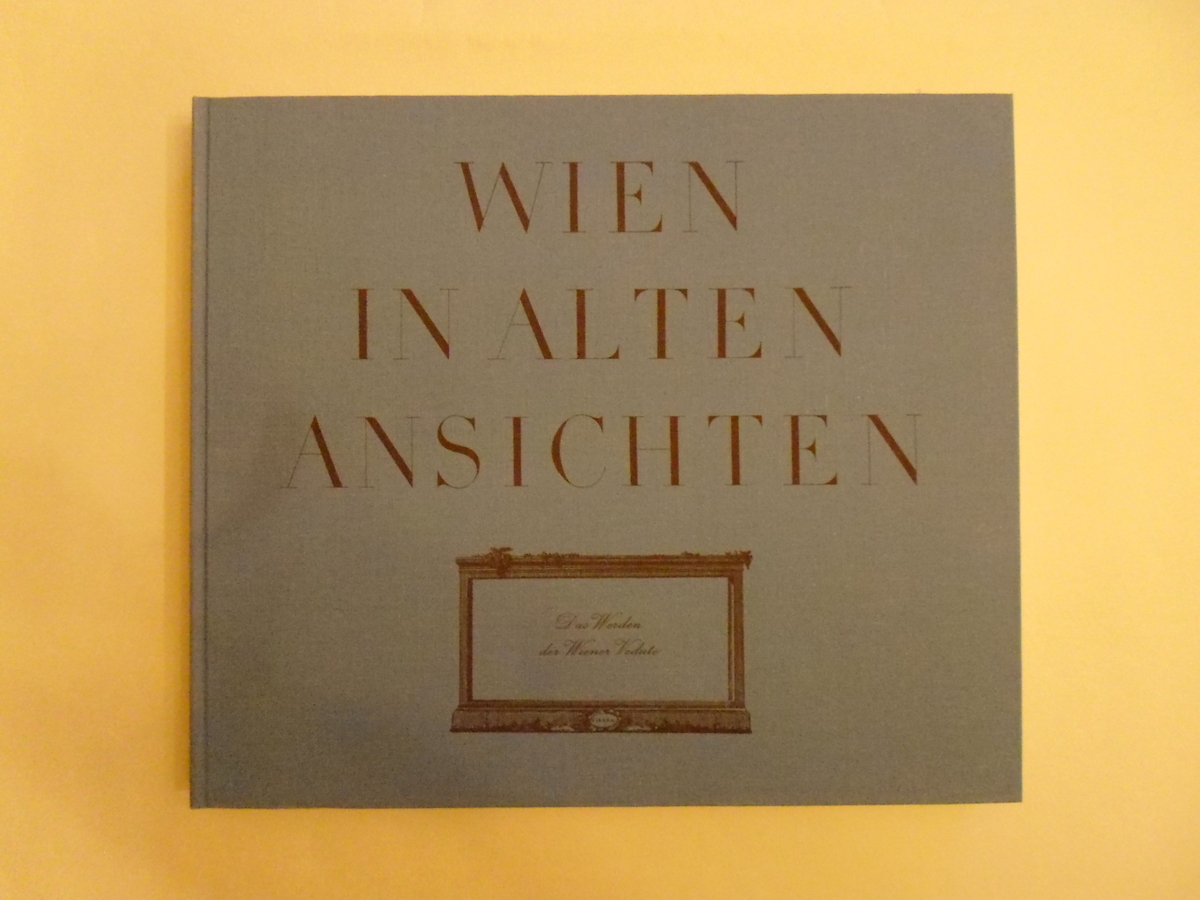 WIEN
IN ALTEN
ANSICHTEN
Das Werden
der Wiener Vedute